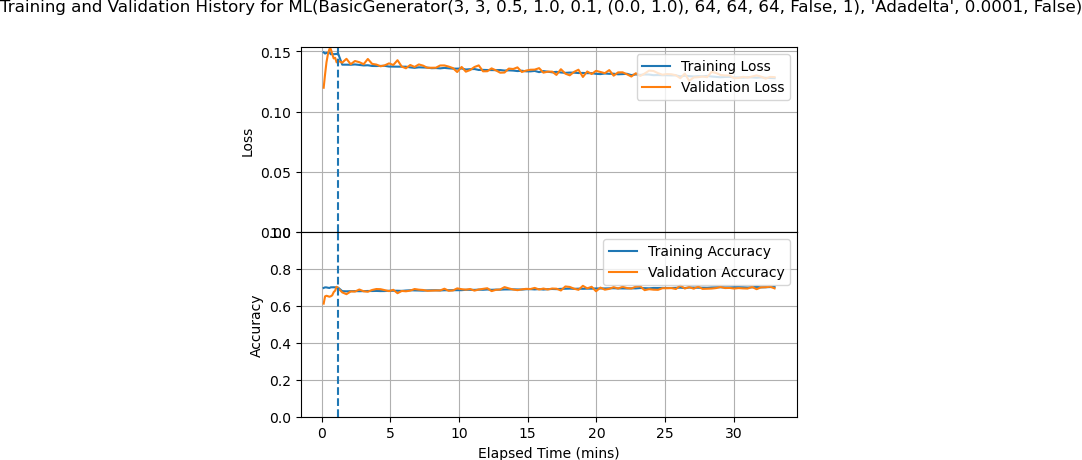 Training and Validation History for ML(BasicGenerator(3, 3, 0.5, 1.0, 0.1, (0.0, 1.0), 64, 64, 64, False, 1), 'Adadelta', 0.0001, False)
0.15
0.10
0.05
0.00
Loss
Training Loss
Validation Loss
1.0
0.8
0.6
0.4
0.2
0.0
Accuracy
Training Accuracy
Validation Accuracy
0 5 10 15 20 25 30
Elapsed Time (mins)